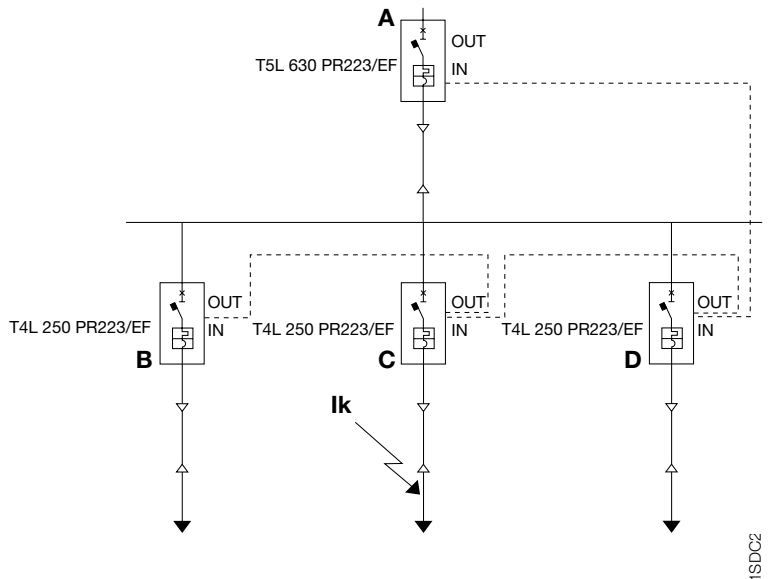 A
OUT
T5L 630 PR223/EF
IN
OUT
T4L 250 PR223/EF
IN
B
OUT
T4L 250 PR223/EF
IN
C
OUT
T4L 250 PR223/EF
IN
D
Ik